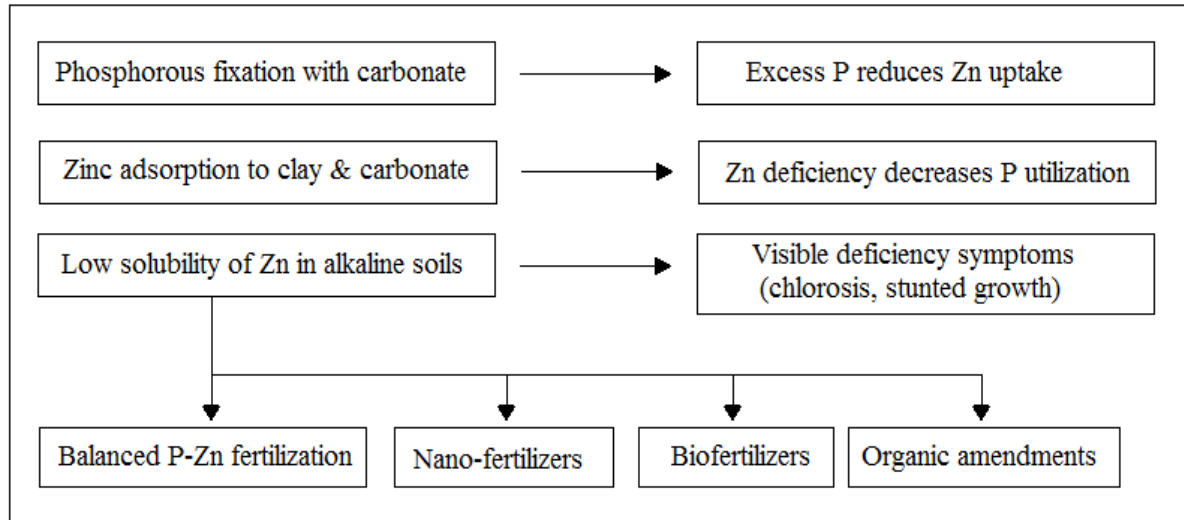 Phosphorous fixation with carbonate
Excess P reduces Zn uptake
Zinc adsorption to clay & carbonate
Zn deficiency decreases P utilization
Low solubility of Zn in alkaline soils
Visible deficiency symptoms
(chlorosis, stunted growth)
Balanced P-Zn fertilization
Nano-fertilizers
Biofertilizers
Organic amendments